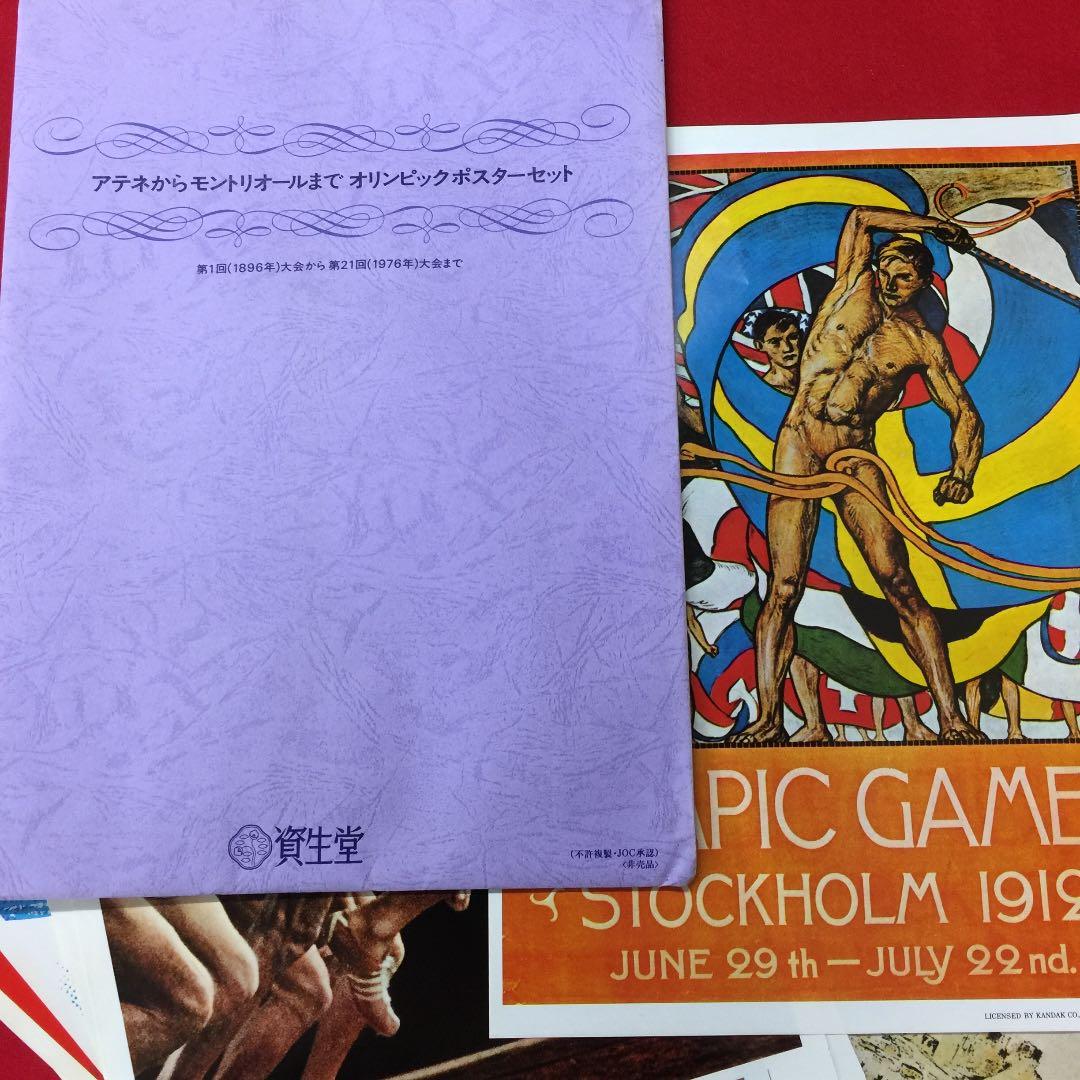 アテネからモントリオールまで オリンピックポスターセット
第1回(1896年)大会から 第21回(1976年)大会まで
資生堂
(不許複製・JOC承認)
〈非売品〉
PIC GAME
STOCKHOLM 1912
JUNE 29 th — JULY 22 nd.
LICENSED BY KANDAK CO.,